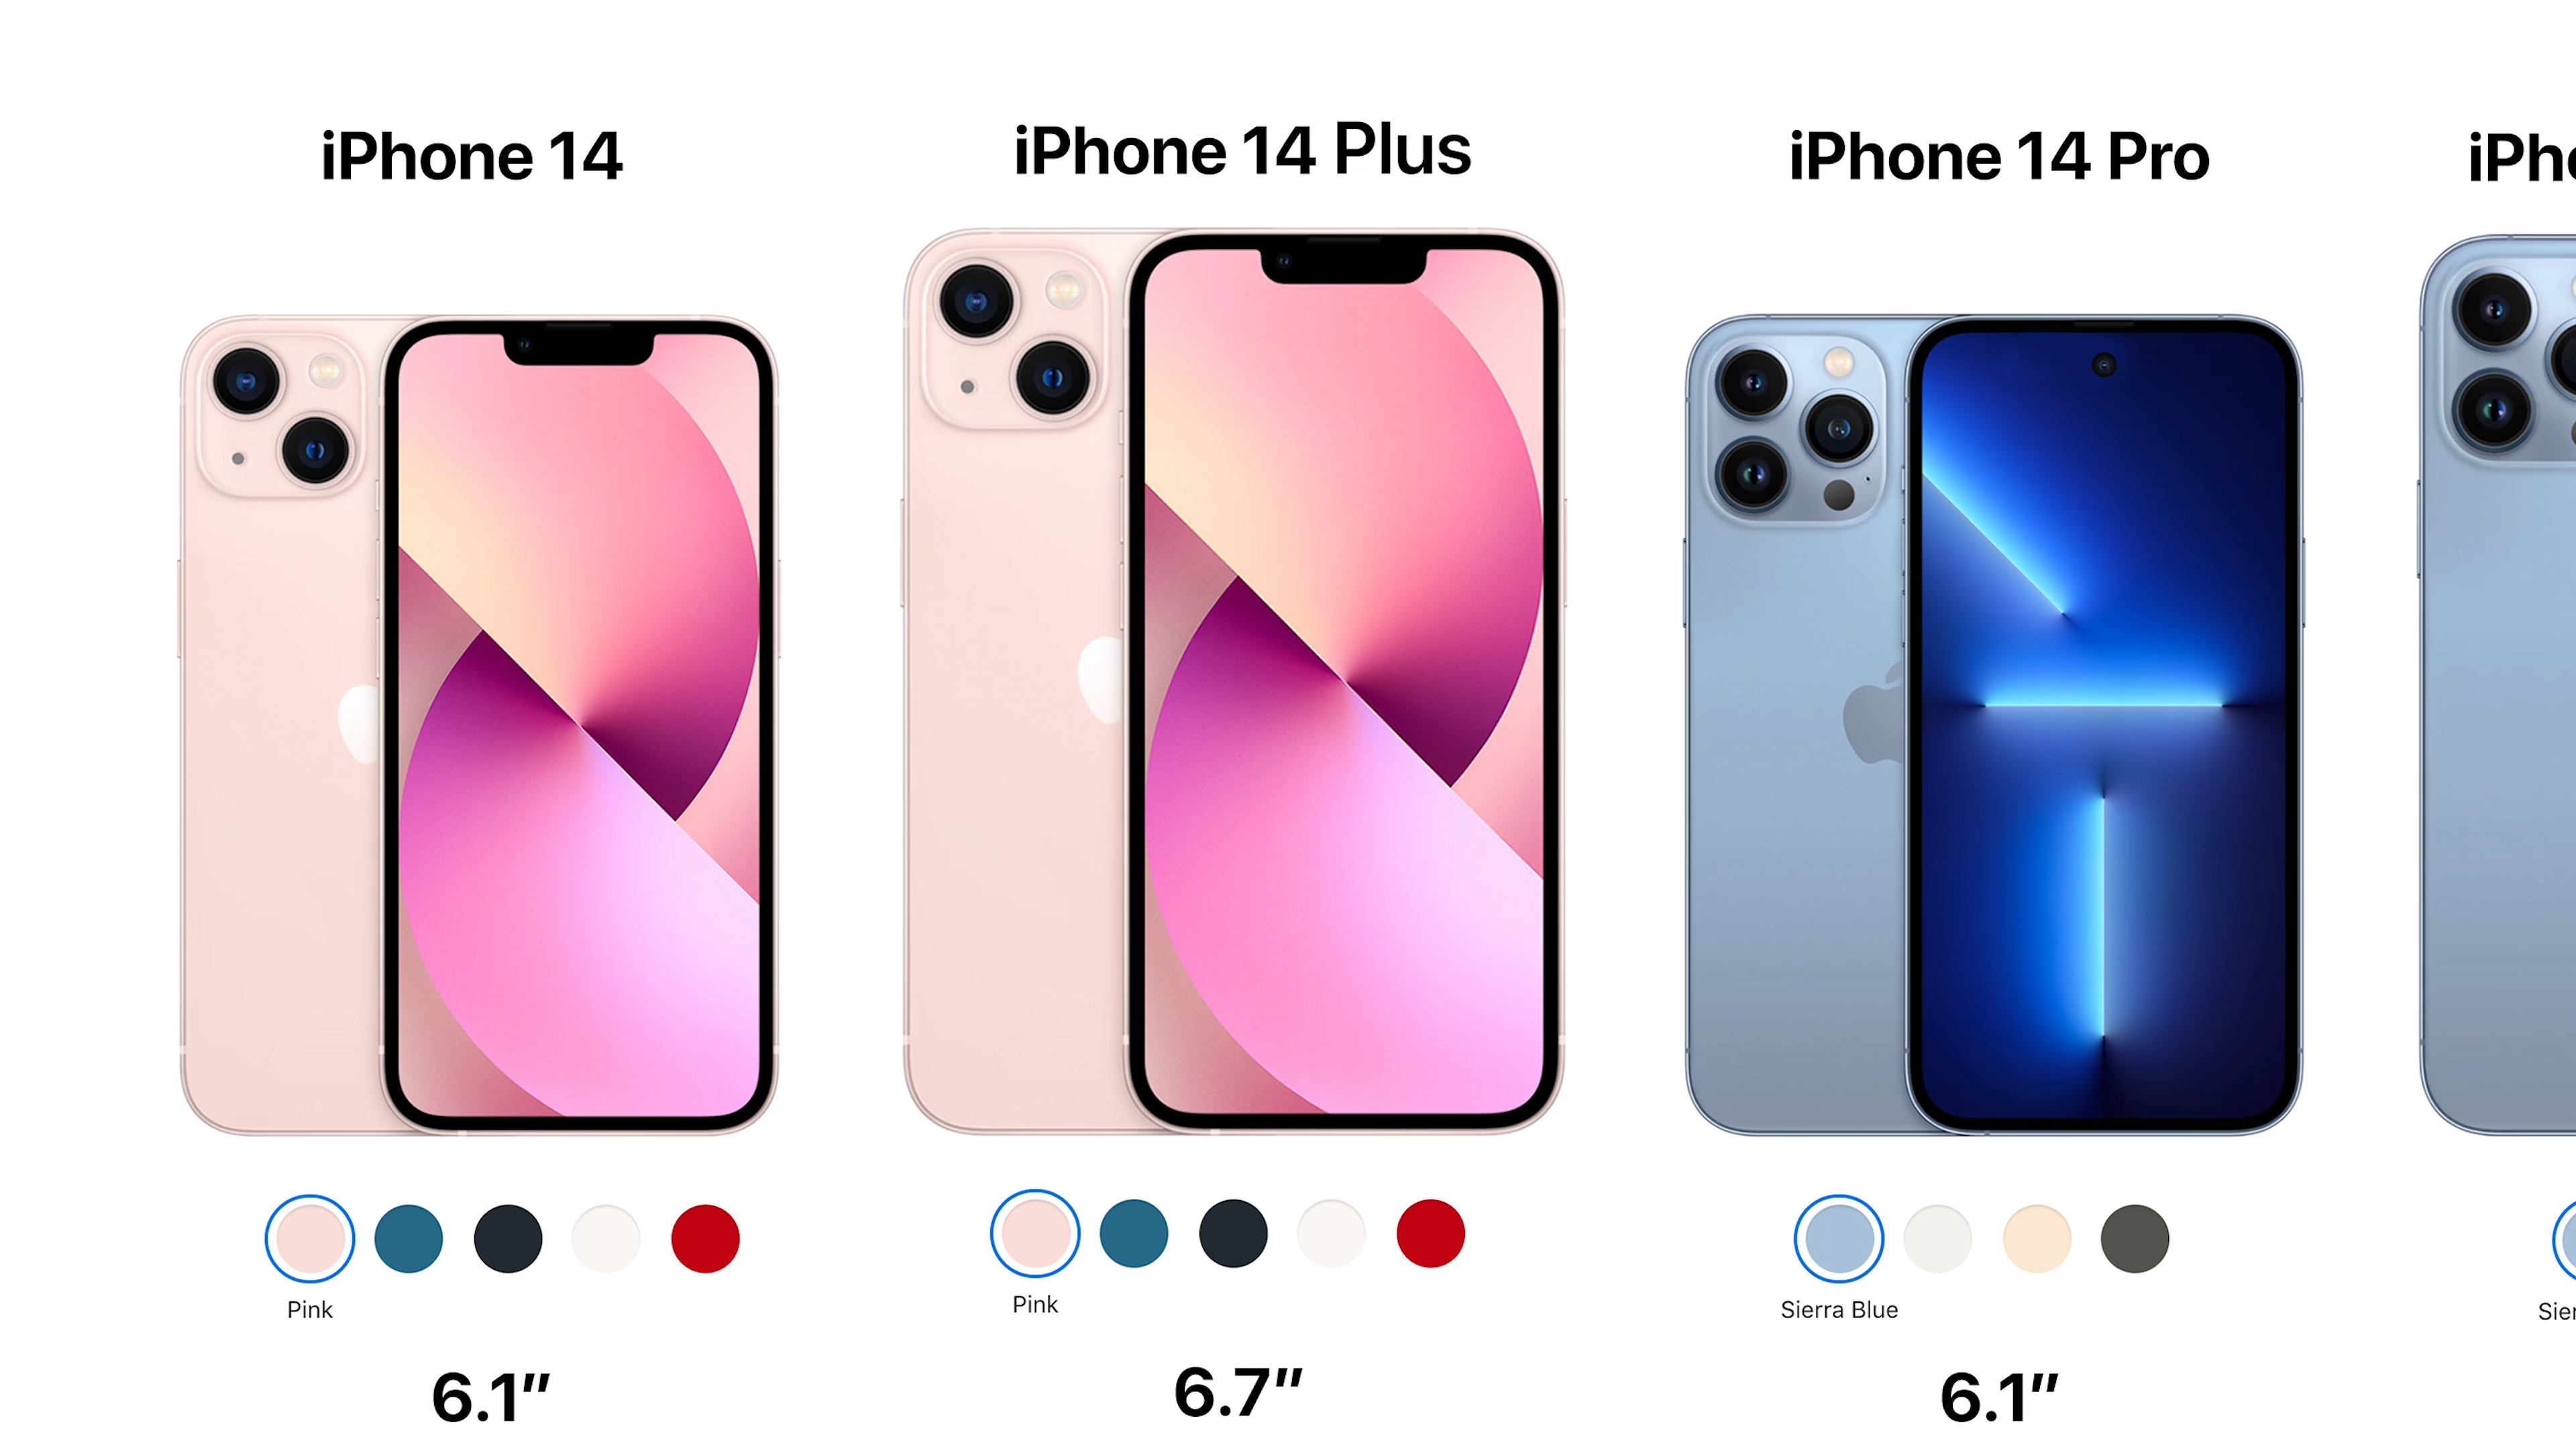 iPhone 14
iPhone 14 Plus
iPhone 14 Pro
Pink
Pink
Sierra Blue
6.1″
6.7″
6.1″